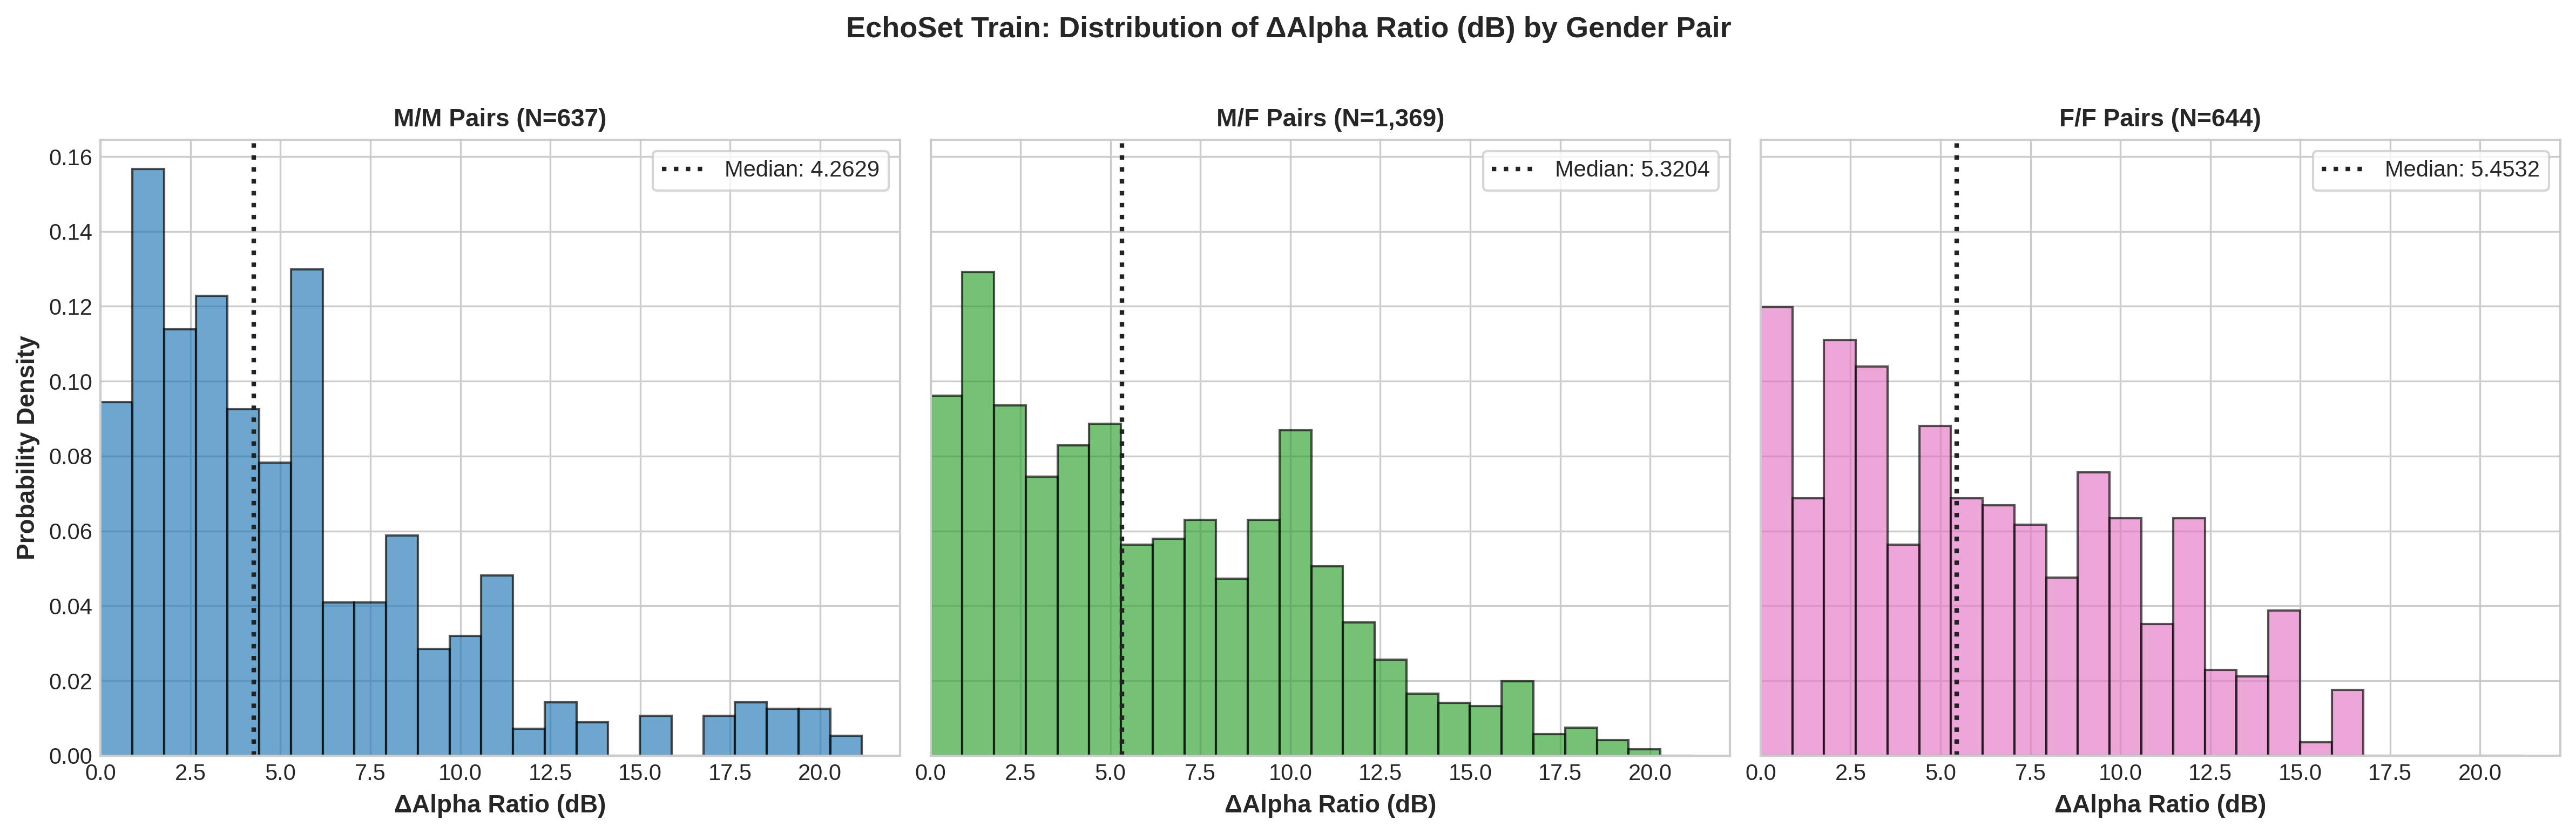 EchoSet Train: Distribution of ΔAlpha Ratio (dB) by Gender Pair
M/M Pairs (N=637)
Median: 4.2629
Probability Density
0.16
0.14
0.12
0.10
0.08
0.06
0.04
0.02
0.00
0.0 2.5 5.0 7.5 10.0 12.5 15.0 17.5 20.0
ΔAlpha Ratio (dB)
M/F Pairs (N=1,369)
Median: 5.3204
0.0 2.5 5.0 7.5 10.0 12.5 15.0 17.5 20.0
ΔAlpha Ratio (dB)
F/F Pairs (N=644)
Median: 5.4532
0.0 2.5 5.0 7.5 10.0 12.5 15.0 17.5 20.0
ΔAlpha Ratio (dB)